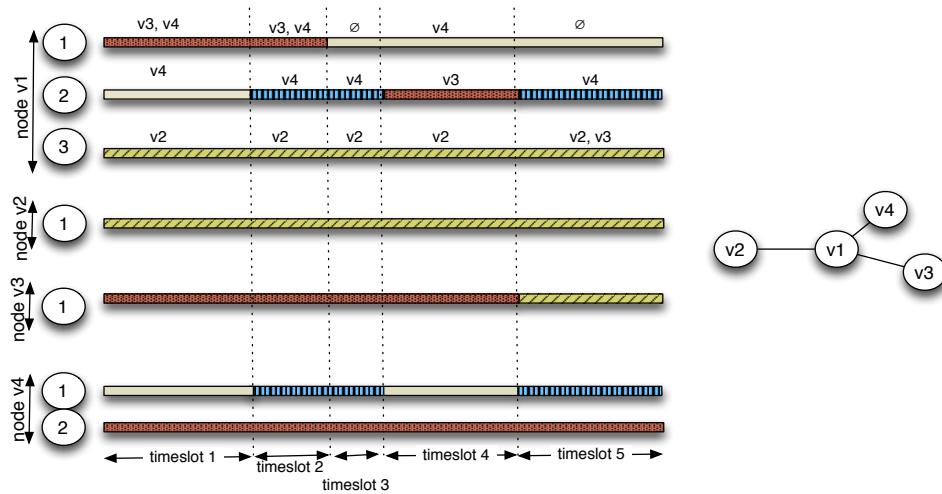 v3, v4 v3, v4 ∅ v4 ∅
1
v4 v4 v4 v3 v4
2
node v1
v2 v2 v2 v2 v2, v3
3
node v2
1
node v3
1
node v4
1
2
timeslot 1 timeslot 2 timeslot 4 timeslot 5
timeslot 3
v4
v2 v1
v3